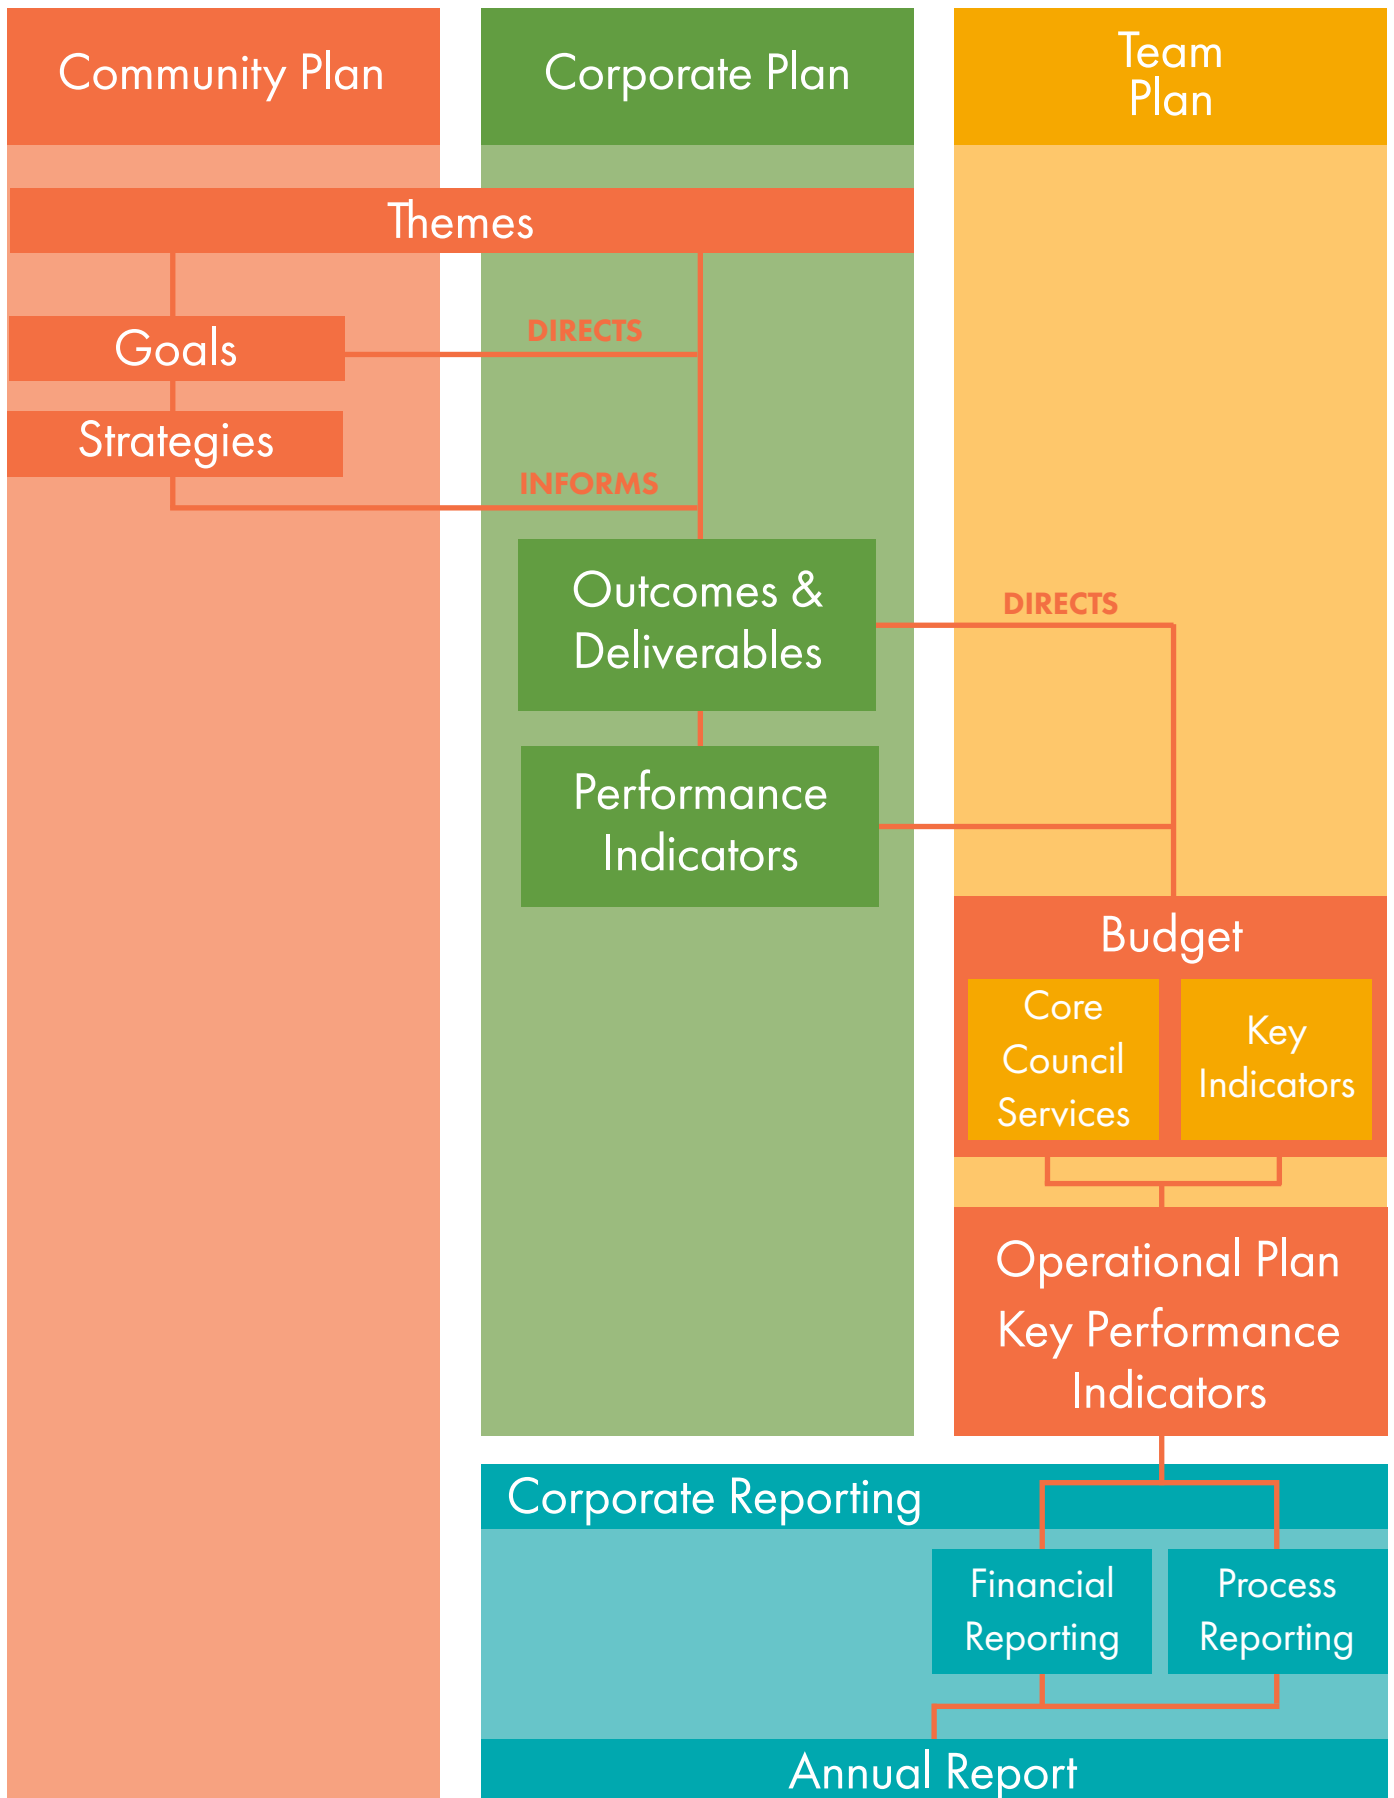 Community Plan
Corporate Plan
Team
Plan
Themes
Goals
DIRECTS
Strategies
INFORMS
Outcomes &
Deliverables
DIRECTS
Performance
Indicators
Budget
Core
Council
Services
Key
Indicators
Operational Plan
Key Performance
Indicators
Corporate Reporting
Financial
Reporting
Process
Reporting
Annual Report